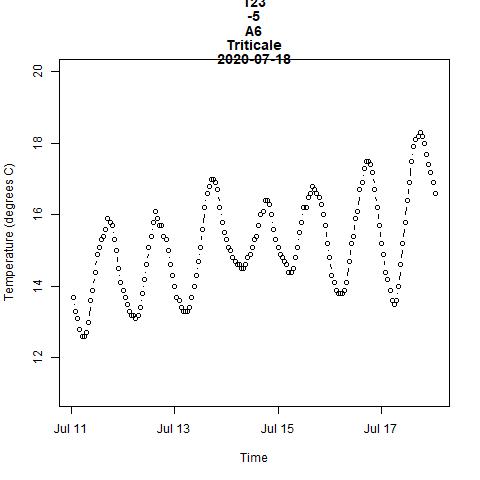 123
-5
A6
Triticale
2020-07-18
20
18
16
14
12
Temperature (degrees C)
Jul 11 Jul 13 Jul 15 Jul 17
Time